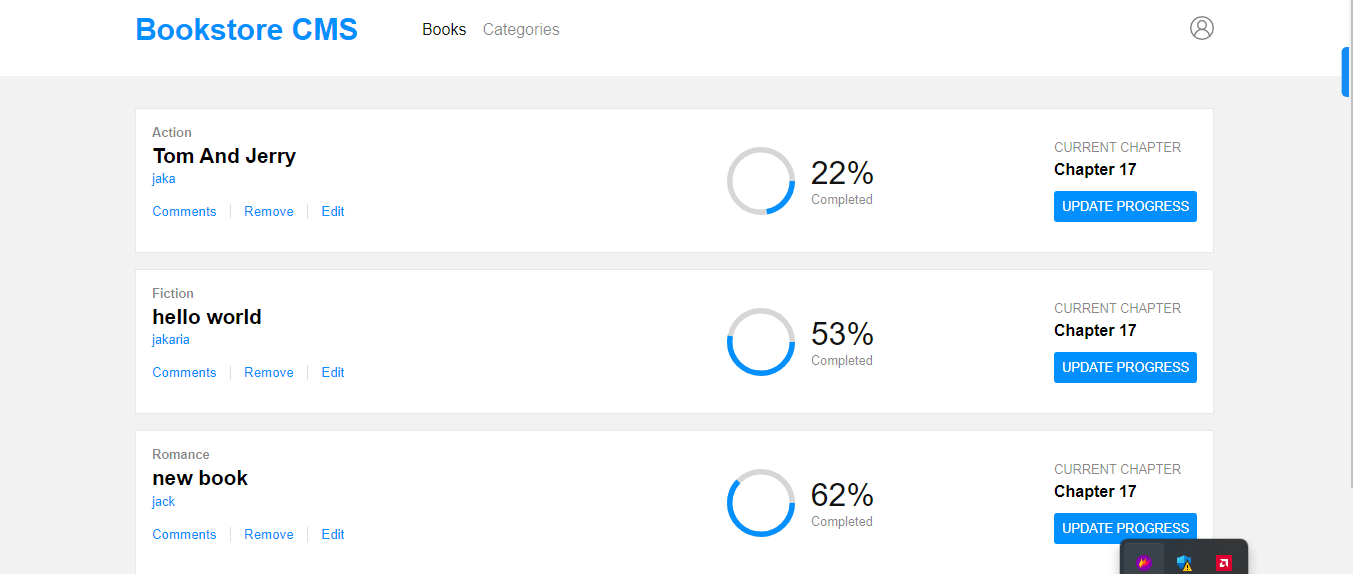 Bookstore CMS Books Categories
Action
Tom And Jerry
jaka
Comments Remove Edit
22%
Completed
CURRENT CHAPTER
Chapter 17
UPDATE PROGRESS
Fiction
hello world
jakaria
Comments Remove Edit
53%
Completed
CURRENT CHAPTER
Chapter 17
UPDATE PROGRESS
Romance
new book
jack
Comments Remove Edit
62%
Completed
CURRENT CHAPTER
Chapter 17
UPDATE PROGRESS